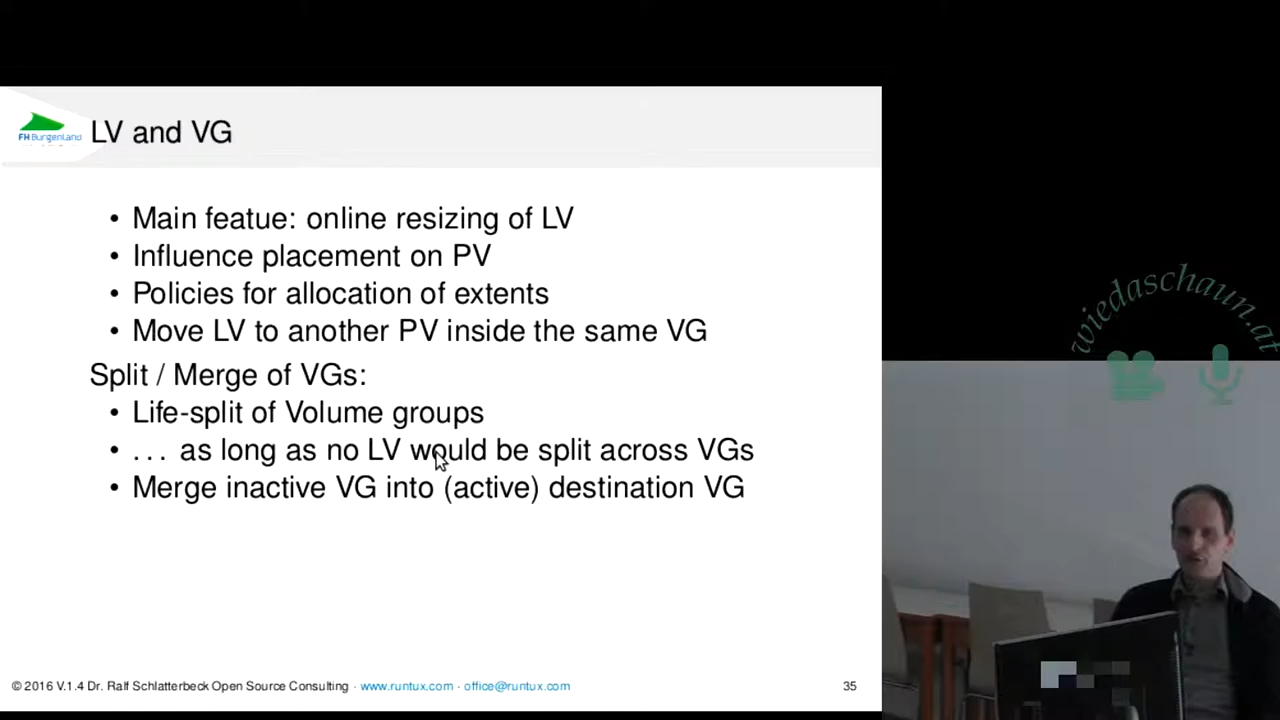 FH Burgenland
LV and VG
• Main featue: online resizing of LV
• Influence placement on PV
• Policies for allocation of extents
• Move LV to another PV inside the same VG
Split / Merge of VGs:
• Life-split of Volume groups
• . . . as long as no LV would be split across VGs
• Merge inactive VG into (active) destination VG
wiedaschaun.at
© 2016 V.1.4 Dr. Ralf Schlatterbeck Open Source Consulting · www.runtux.com · office@runtux.com
35